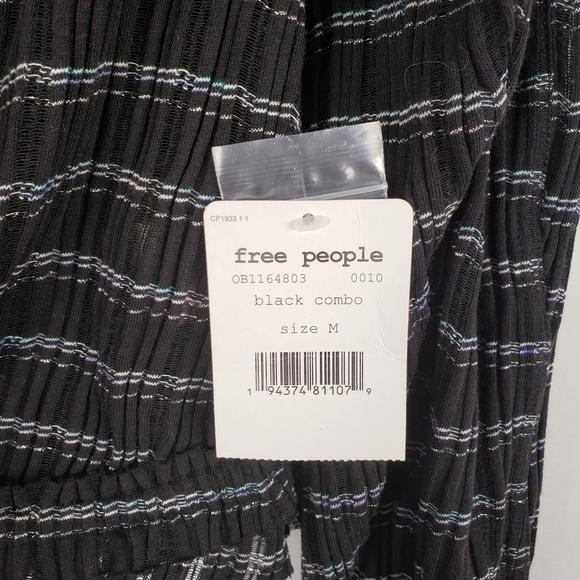 CP1933 1 1
free people
OB1164803 0010
black combo
size M
1 94374 81107 9